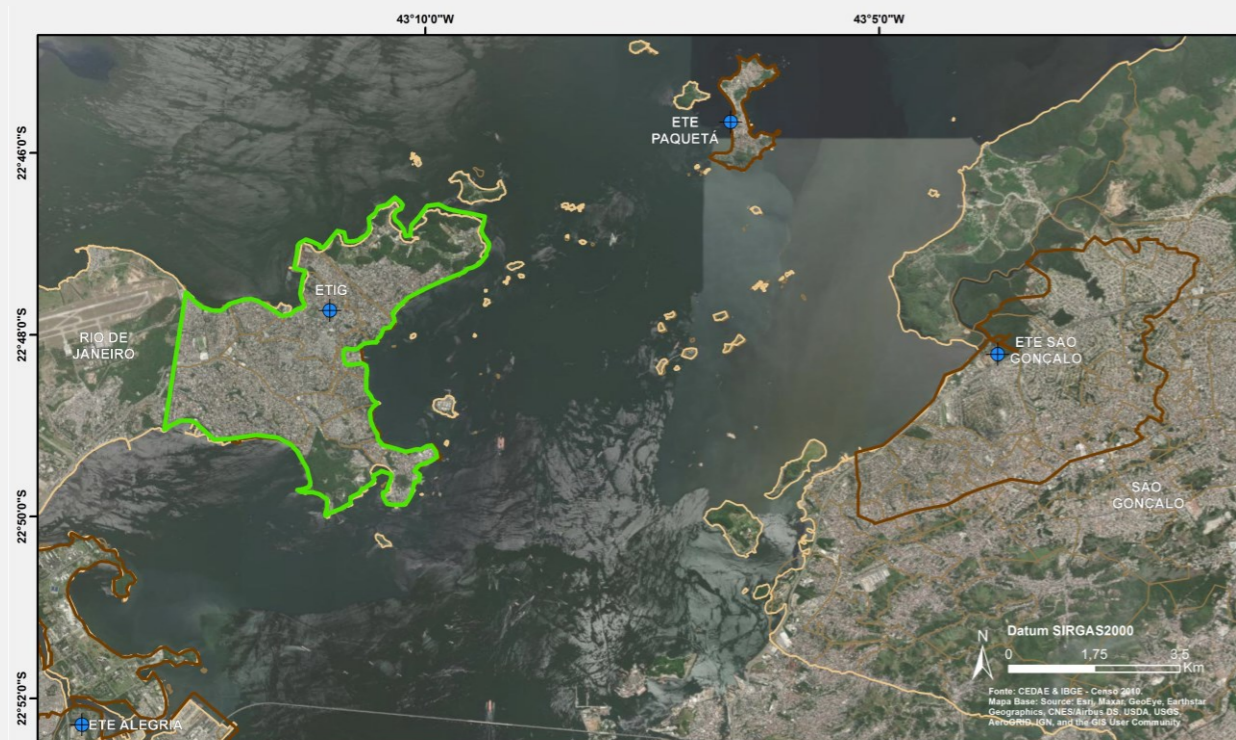 43°10'0"W
43°5'0"W
22°46'0"S
22°48'0"S
22°50'0"S
22°52'0"S
ETE
PAQUETÁ
ETIG
RIO DE
JANEIRO
ETE SAO
GONÇALO
SAO
GONÇALO
ETE ALEGRIA
N
Datum SIRGAS2000
0 1,75 3,5
Km
Fonte: CEDAE & IBGE - Censo 2010.
Mapa Base: Source: Esri, Maxar, GeoEye, Earthstar
Geographics, CNES/Airbus DS, USDA, USGS,
AeroGRID, IGN, and the GIS User Community